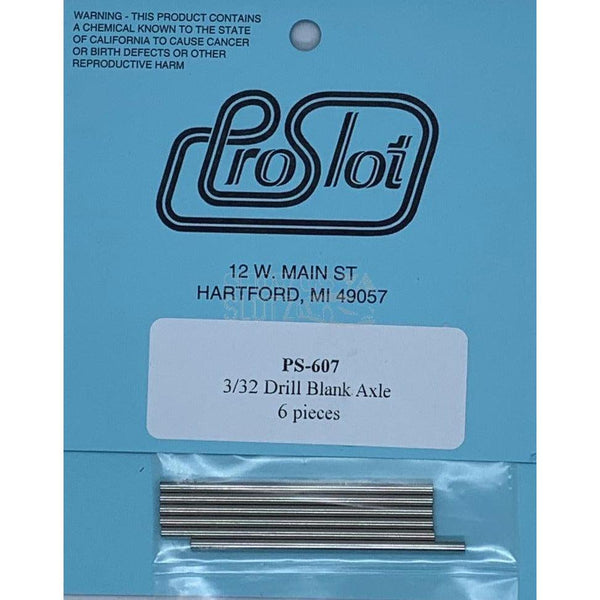 WARNING - THIS PRODUCT CONTAINS
A CHEMICAL KNOWN TO THE STATE
OF CALIFORNIA TO CAUSE CANCER
OR BIRTH DEFECTS OR OTHER
REPRODUCTIVE HARM
ProSlot
12 W. MAIN ST
HARTFORD, MI 49057
PS-607
3/32 Drill Blank Axle
6 pieces